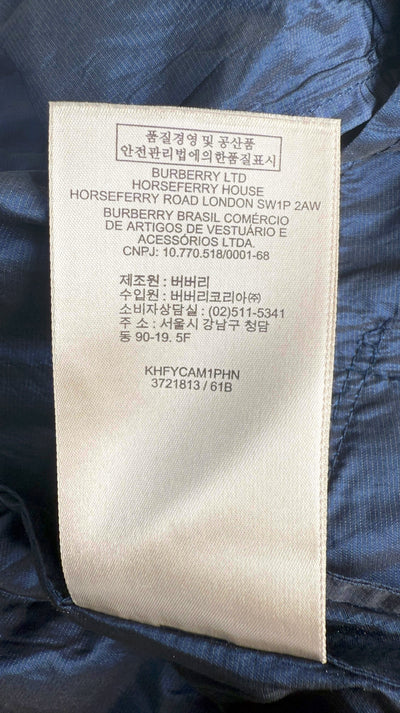 품질경영 및 공산품
안전관리법에의한품질표시
BURBERRY LTD
HORSEFERRY HOUSE
HORSEFERRY ROAD LONDON SW1P 2AW
BURBERRY BRASIL COMÉRCIO
DE ARTIGOS DE VESTUÁRIO E
ACESSÓRIOS LTDA.
CNPJ: 10.770.518/0001-68
제조원 : 버버리
수입원 : 버버리코리아㈜
소비자상담실 : (02)511-5341
주 소 : 서울시 강남구 청담
동 90-19. 5F
KHFYCAM1PHN
3721813 / 61B